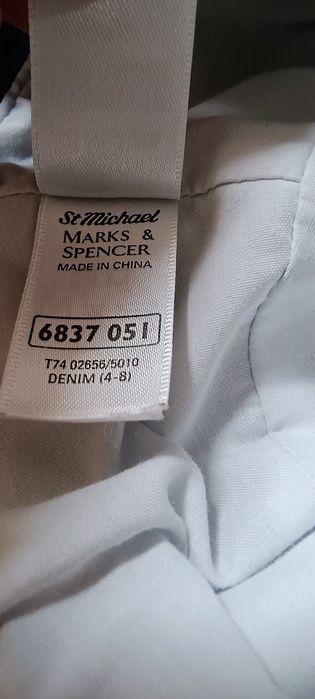 St Michael
MARKS &
SPENCER
MADE IN CHINA
6837 051
T74 02656/5010
DENIM (4-8)